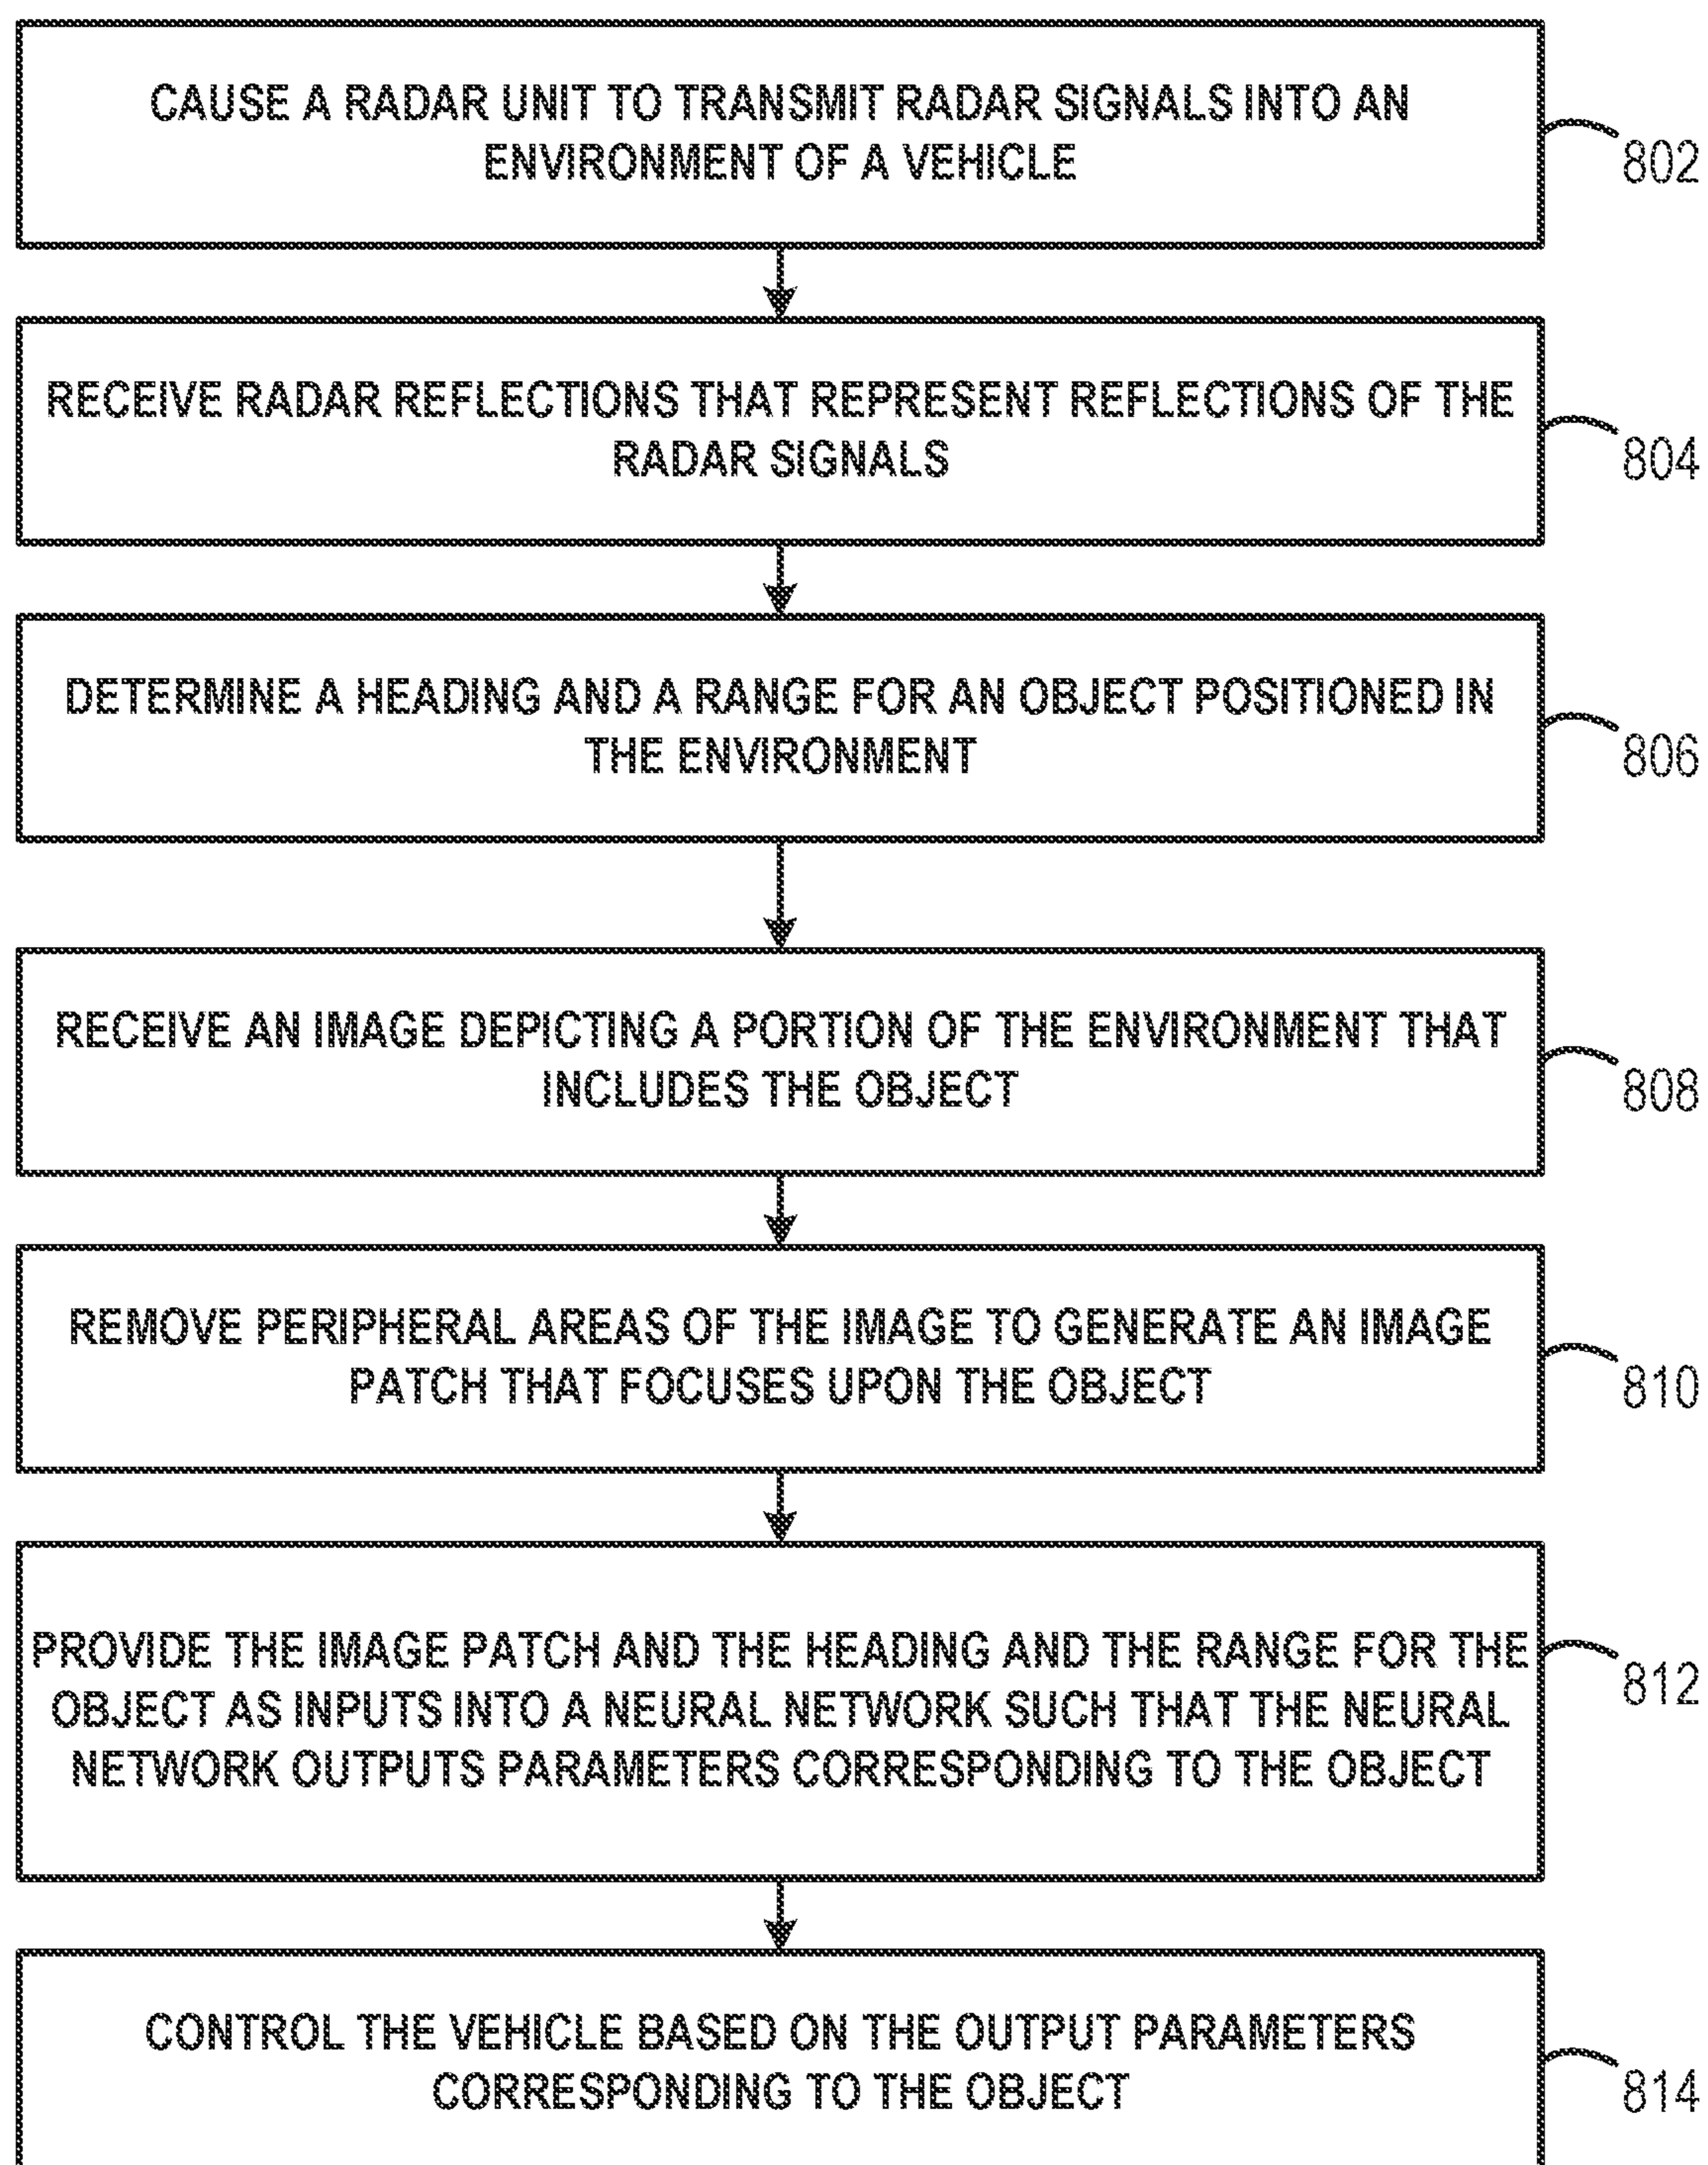 CAUSE A RADAR UNIT TO TRANSMIT RADAR SIGNALS INTO AN
ENVIRONMENT OF A VEHICLE
802
RECEIVE RADAR REFLECTIONS THAT REPRESENT REFLECTIONS OF THE
RADAR SIGNALS
804
DETERMINE A HEADING AND A RANGE FOR AN OBJECT POSITIONED IN
THE ENVIRONMENT
806
RECEIVE AN IMAGE DEPICTING A PORTION OF THE ENVIRONMENT THAT
INCLUDES THE OBJECT
808
REMOVE PERIPHERAL AREAS OF THE IMAGE TO GENERATE AN IMAGE
PATCH THAT FOCUSES UPON THE OBJECT
810
PROVIDE THE IMAGE PATCH AND THE HEADING AND THE RANGE FOR THE
OBJECT AS INPUTS INTO A NEURAL NETWORK SUCH THAT THE NEURAL
NETWORK OUTPUTS PARAMETERS CORRESPONDING TO THE OBJECT
812
CONTROL THE VEHICLE BASED ON THE OUTPUT PARAMETERS
CORRESPONDING TO THE OBJECT
814